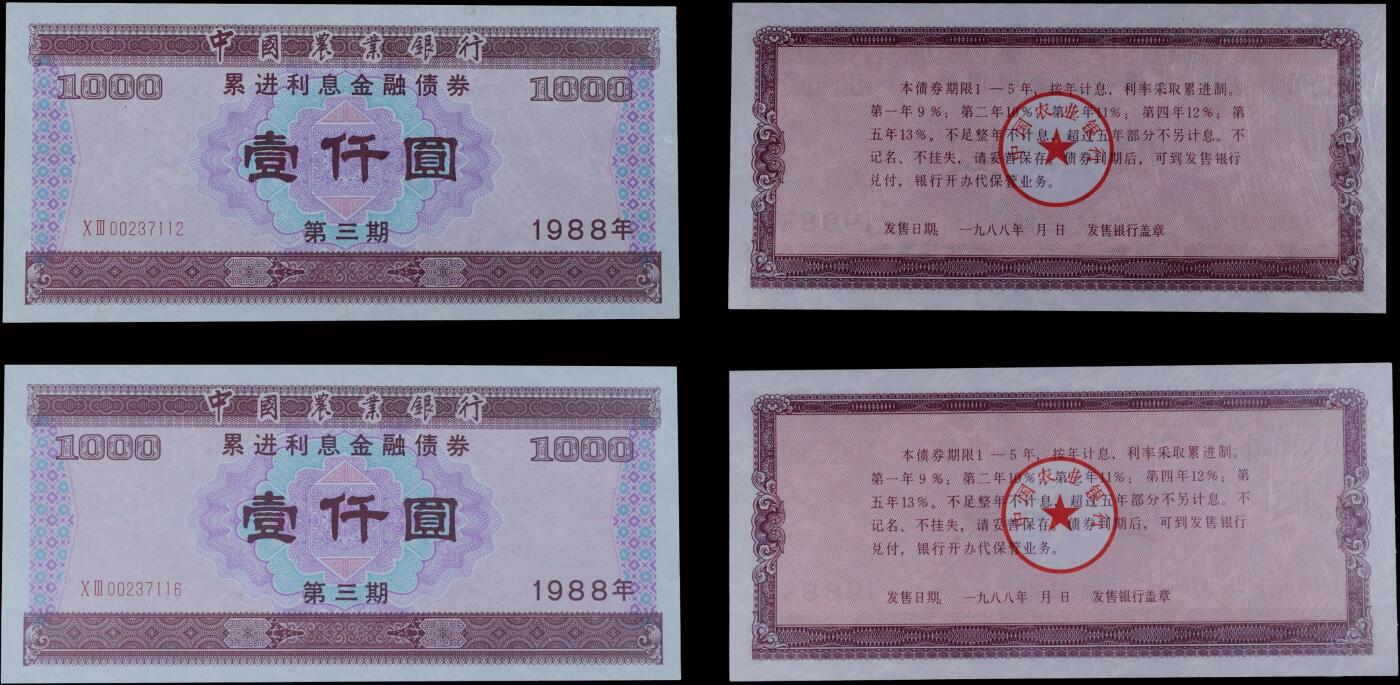 中國農業銀行
1000 累进利息金融债券 1000
壹仟圓
XⅢ00237112 第三期 1988年
本债券期限1—5年，按年计息，利率采取累进制。
第一年9%；第二年10%；第三年11%；第四年12%；第
五年13%。不足整年不计息，超过五年部分不另计息。不
记名、不挂失，请妥善保存。债券到期后，可到发售银行
兑付，银行开办代保管业务。
中国农业银行
发售日期：一九八八年 月 日 发售银行盖章
中國農業銀行
1000 累进利息金融债券 1000
壹仟圓
XⅢ00237116 第三期 1988年
本债券期限1—5年，按年计息，利率采取累进制。
第一年9%；第二年10%；第三年11%；第四年12%；第
五年13%。不足整年不计息，超过五年部分不另计息。不
记名、不挂失，请妥善保存。债券到期后，可到发售银行
兑付，银行开办代保管业务。
中国农业银行
发售日期：一九八八年 月 日 发售银行盖章